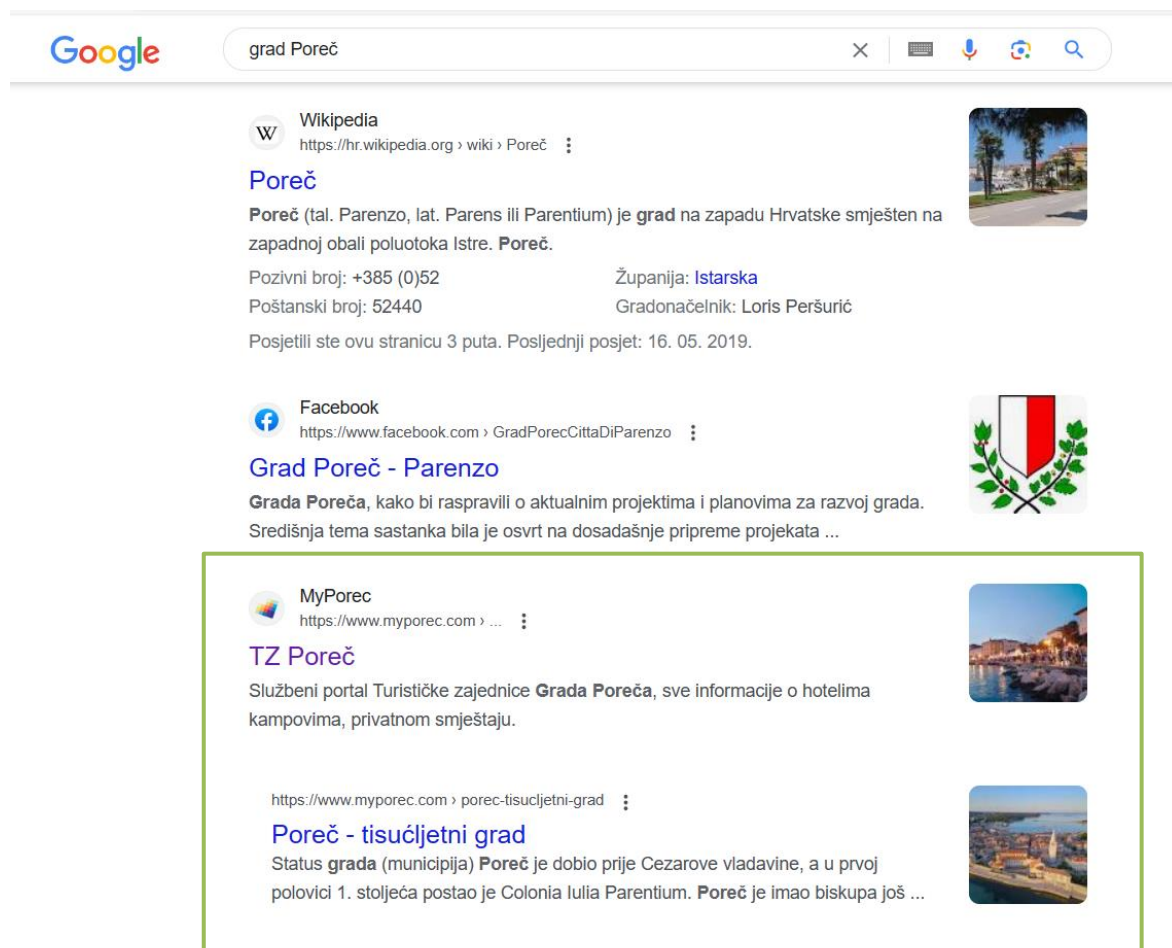 Google
grad Poreč
Wikipedia
https://hr.wikipedia.org › wiki › Poreč
Poreč
Poreč (tal. Parenzo, lat. Parens ili Parentium) je grad na zapadu Hrvatske smješten na
zapadnoj obali poluotoka Istre. Poreč.
Pozivni broj: +385 (0)52
Županija: Istarska
Poštanski broj: 52440
Gradonačelnik: Loris Peršurić
Posjetili ste ovu stranicu 3 puta. Posljednji posjet: 16. 05. 2019.
Facebook
https://www.facebook.com › GradPorecCittaDiParenzo
Grad Poreč - Parenzo
Grada Poreča, kako bi raspravili o aktualnim projektima i planovima za razvoj grada.
Središnja tema sastanka bila je osvrt na dosadašnje pripreme projekata ...
MyPorec
https://www.myporec.com › ...
TZ Poreč
Službeni portal Turističke zajednice Grada Poreča, sve informacije o hotelima
kampovima, privatnom smještaju.
https://www.myporec.com › porec-tisucljetni-grad
Poreč - tisućljetni grad
Status grada (municipija) Poreč je dobio prije Cezarove vladavine, a u prvoj
polovici 1. stoljeća postao je Colonia Iulia Parentium. Poreč je imao biskupa još ...